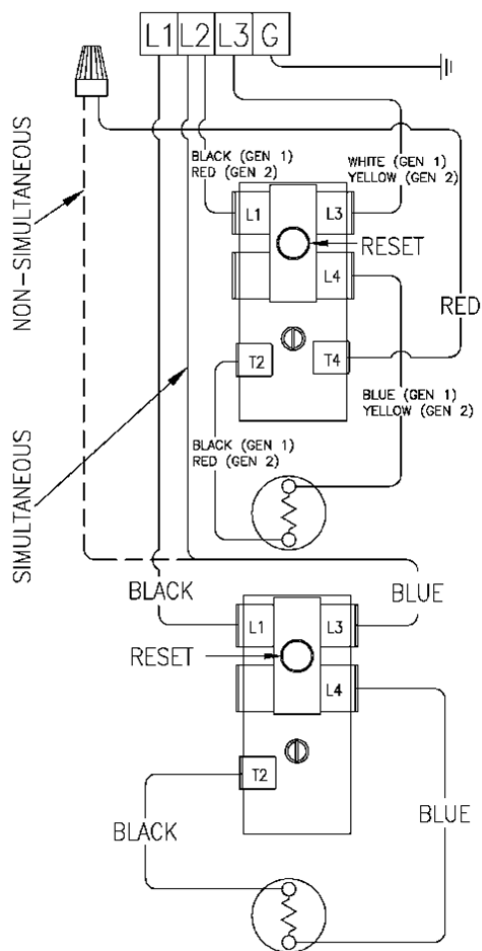 L1 L2 L3 G
NON-SIMULTANEOUS
SIMULTANEOUS
BLACK (GEN 1)
RED (GEN 2)
WHITE (GEN 1)
YELLOW (GEN 2)
L1
L3
RESET
L4
RED
T2
T4
BLUE (GEN 1)
YELLOW (GEN 2)
BLACK (GEN 1)
RED (GEN 2)
BLACK
BLUE
L1
L3
RESET
L4
T2
BLACK
BLUE